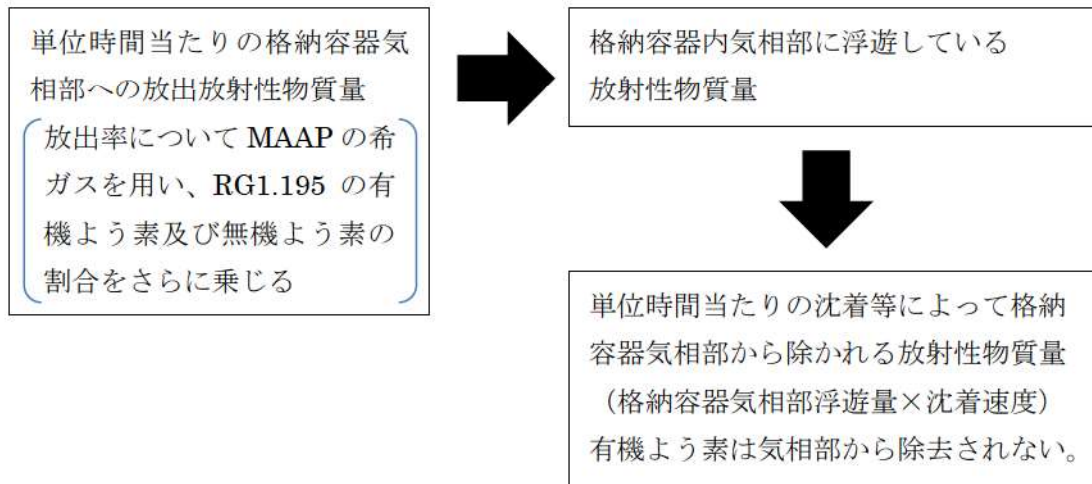 単位時間当たりの格納容器気
相部への放出放射性物質量
放出率について MAAP の希
ガスを用い、RG1.195 の有
機よう素及び無機よう素の
割合をさらに乗じる
格納容器内気相部に浮遊している
放射性物質量
単位時間当たりの沈着等によって格納
容器気相部から除かれる放射性物質量
（格納容器気相部浮遊量×沈着速度）
有機よう素は気相部から除去されない。